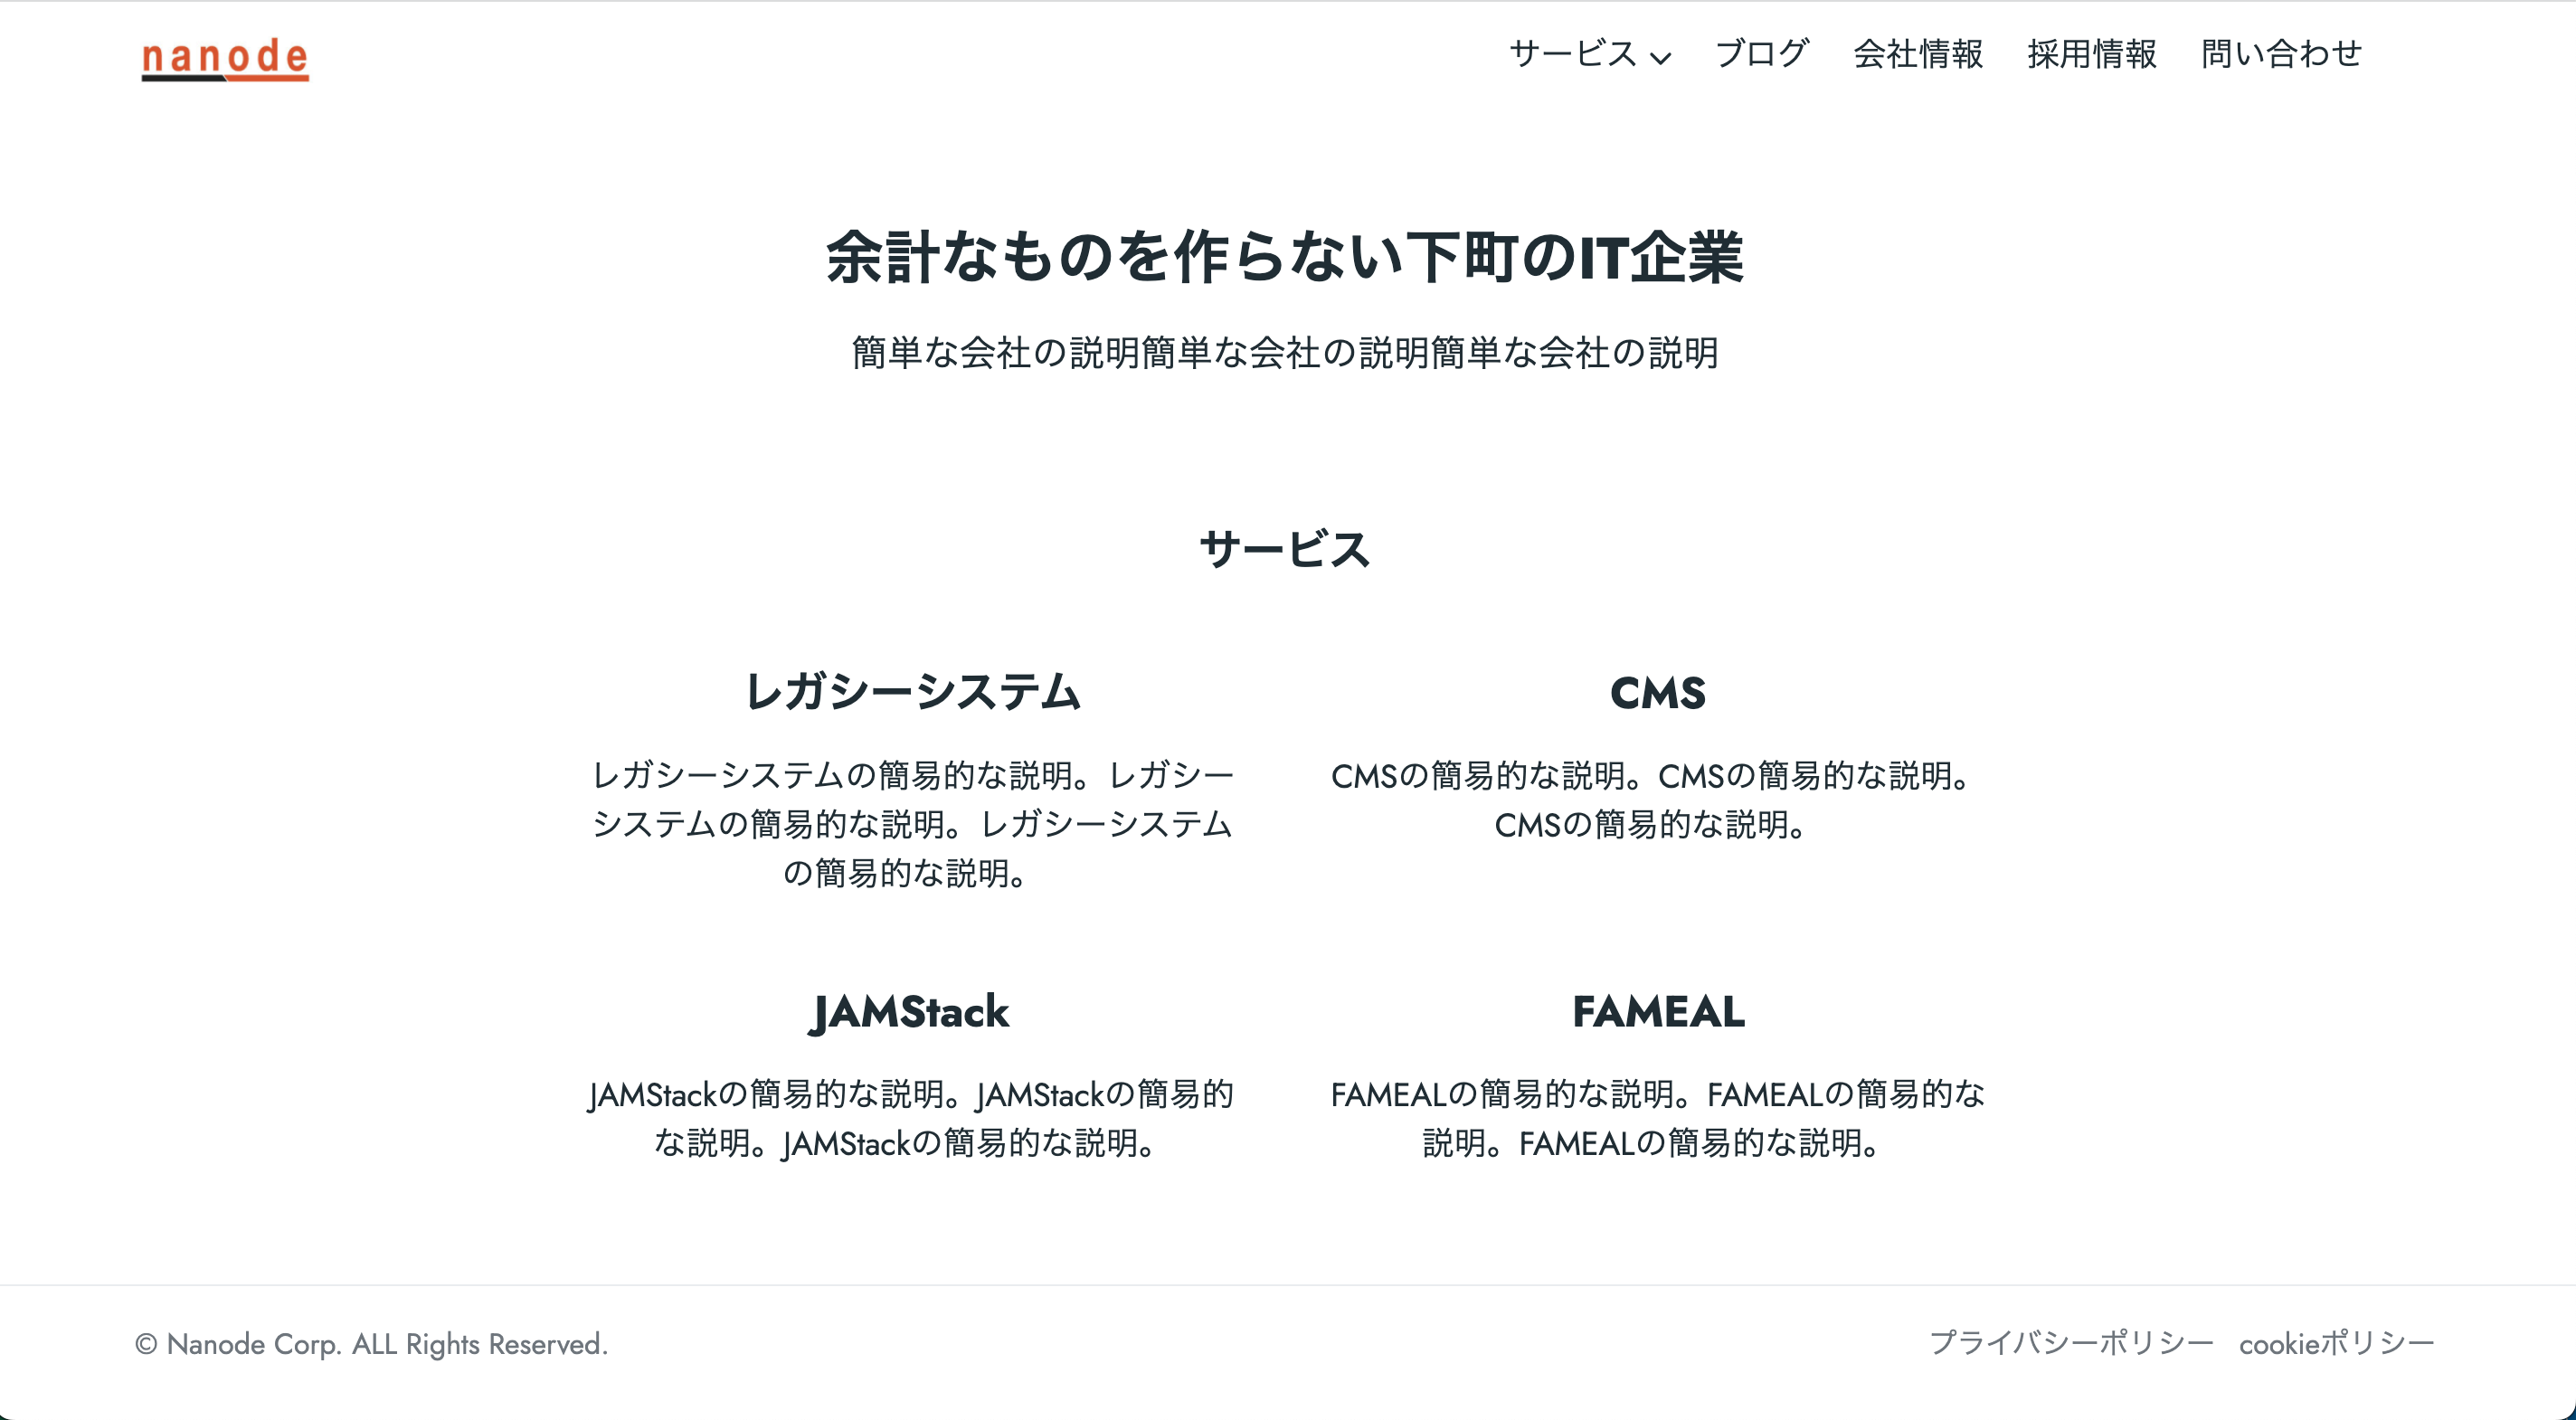 nanode
サービス ブログ 会社情報 採用情報 問い合わせ
余計なものを作らない下町のIT企業
簡単な会社の説明簡単な会社の説明簡単な会社の説明
サービス
レガシーシステム
レガシーシステムの簡易的な説明。レガシー
システムの簡易的な説明。レガシーシステム
の簡易的な説明。
CMS
CMSの簡易的な説明。CMSの簡易的な説明。
CMSの簡易的な説明。
JAMStack
JAMStackの簡易的な説明。JAMStackの簡易的
な説明。JAMStackの簡易的な説明。
FAMEAL
FAMEALの簡易的な説明。FAMEALの簡易的な
説明。FAMEALの簡易的な説明。
© Nanode Corp. ALL Rights Reserved.
プライバシーポリシー cookieポリシー